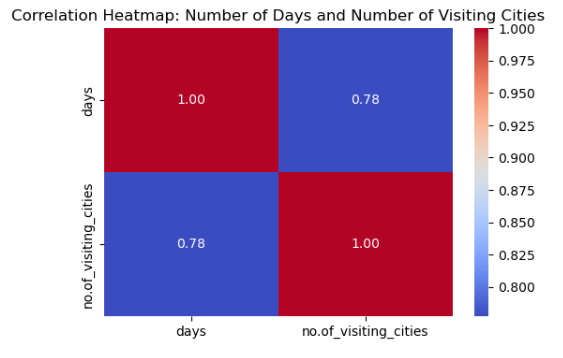 Correlation Heatmap: Number of Days and Number of Visiting Cities
days
1.00
0.78
no.of_visiting_cities
0.78
1.00
days
no.of_visiting_cities
1.000
0.975
0.950
0.925
0.900
0.875
0.850
0.825
0.800